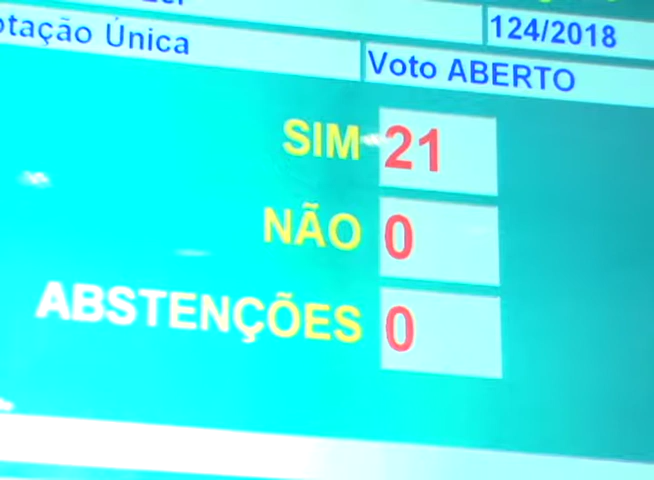 124/2018
otação Única
Voto ABERTO
SIM 21
NÃO 0
ABSTENÇÕES 0